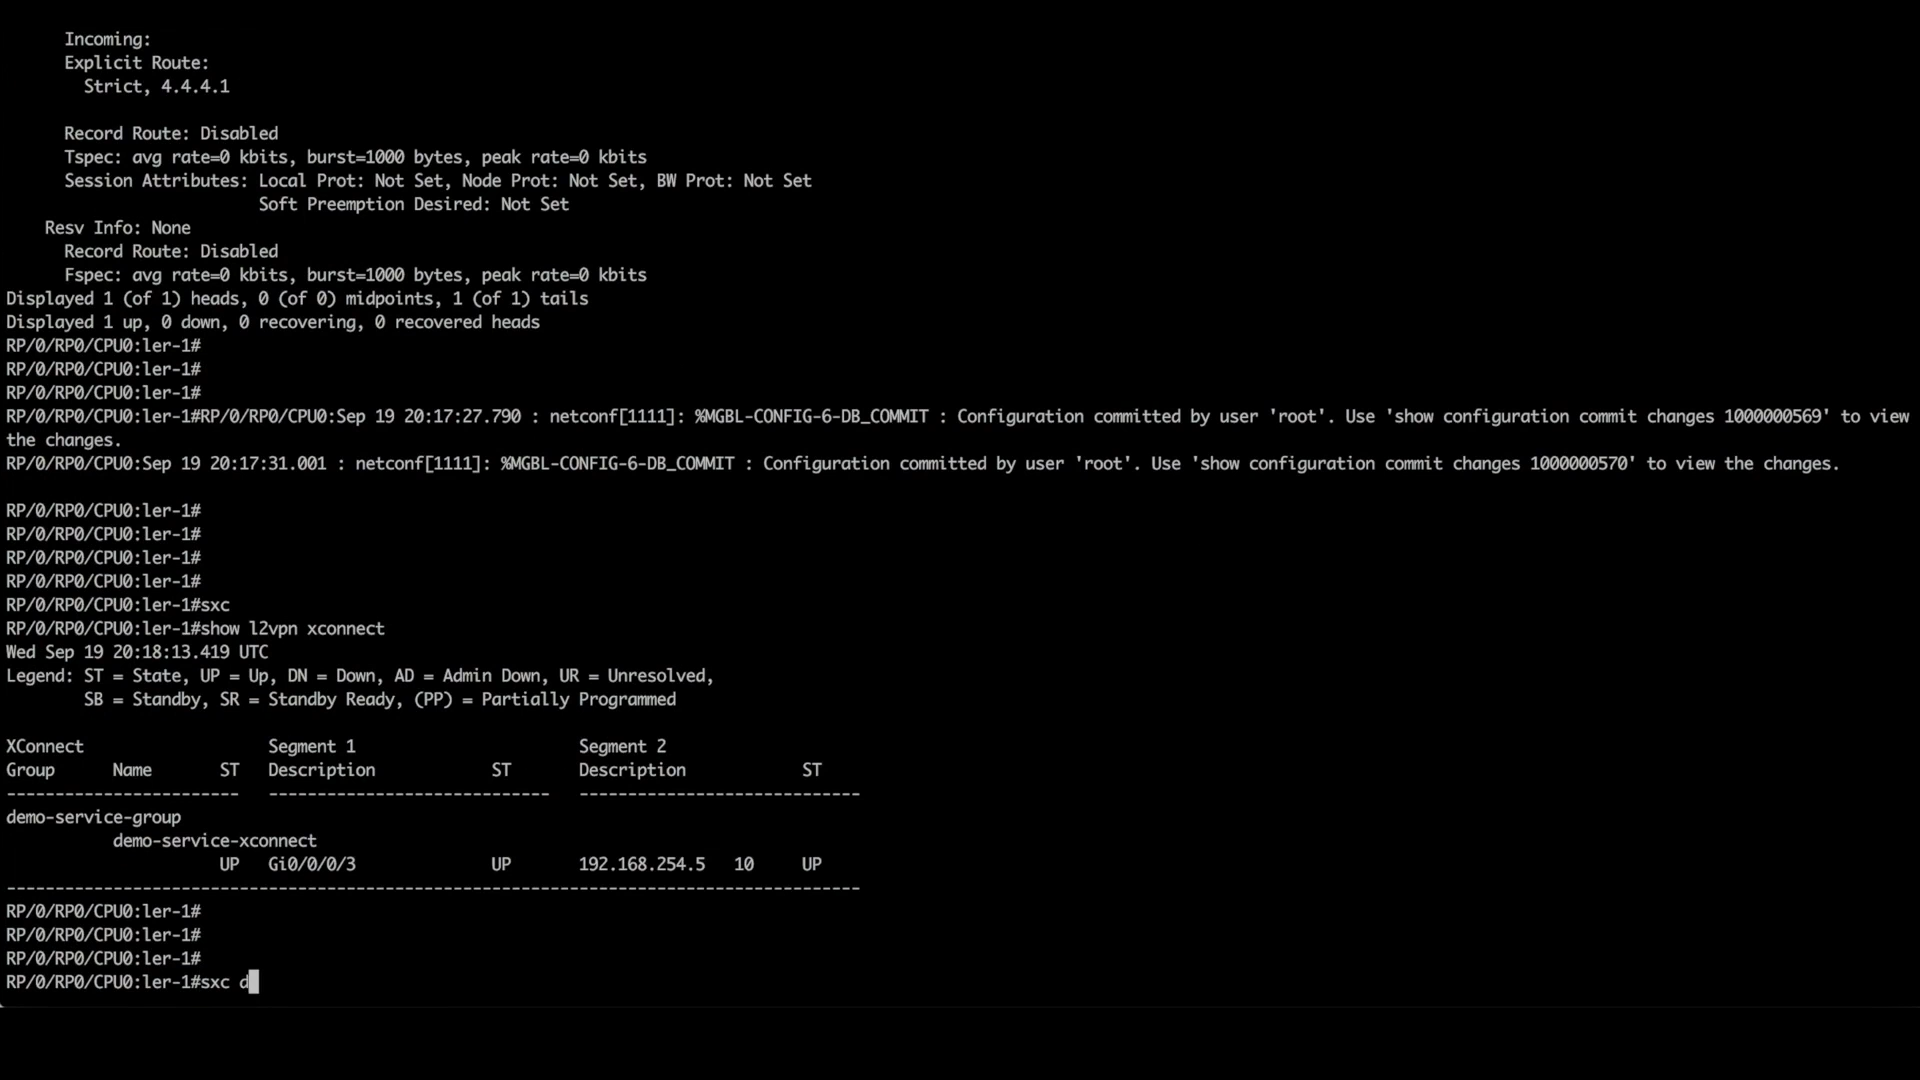 Incoming:
Explicit Route:
Strict, 4.4.4.1
Record Route: Disabled
Tspec: avg rate=0 kbits, burst=1000 bytes, peak rate=0 kbits
Session Attributes: Local Prot: Not Set, Node Prot: Not Set, BW Prot: Not Set
Soft Preemption Desired: Not Set
Resv Info: None
Record Route: Disabled
Fspec: avg rate=0 kbits, burst=1000 bytes, peak rate=0 kbits
Displayed 1 (of 1) heads, 0 (of 0) midpoints, 1 (of 1) tails
Displayed 1 up, 0 down, 0 recovering, 0 recovered heads
RP/0/RP0/CPU0:ler-1#
RP/0/RP0/CPU0:ler-1#
RP/0/RP0/CPU0:ler-1#
RP/0/RP0/CPU0:ler-1#RP/0/RP0/CPU0:Sep 19 20:17:27.790 : netconf[1111]: %MGBL-CONFIG-6-DB_COMMIT : Configuration committed by user 'root'. Use 'show configuration commit changes 1000000569' to view
the changes.
RP/0/RP0/CPU0:Sep 19 20:17:31.001 : netconf[1111]: %MGBL-CONFIG-6-DB_COMMIT : Configuration committed by user 'root'. Use 'show configuration commit changes 1000000570' to view the changes.
RP/0/RP0/CPU0:ler-1#
RP/0/RP0/CPU0:ler-1#
RP/0/RP0/CPU0:ler-1#
RP/0/RP0/CPU0:ler-1#
RP/0/RP0/CPU0:ler-1#sxc
RP/0/RP0/CPU0:ler-1#show l2vpn xconnect
Wed Sep 19 20:18:13.419 UTC
Legend: ST = State, UP = Up, DN = Down, AD = Admin Down, UR = Unresolved,
SB = Standby, SR = Standby Ready, (PP) = Partially Programmed
XConnect Segment 1 Segment 2
Group Name ST Description ST Description ST
------------------------ ----------------------------- -----------------------------
demo-service-group
demo-service-xconnect
UP Gi0/0/0/3 UP 192.168.254.5 10 UP
----------------------------------------------------------------------------------------
RP/0/RP0/CPU0:ler-1#
RP/0/RP0/CPU0:ler-1#
RP/0/RP0/CPU0:ler-1#
RP/0/RP0/CPU0:ler-1#sxc d